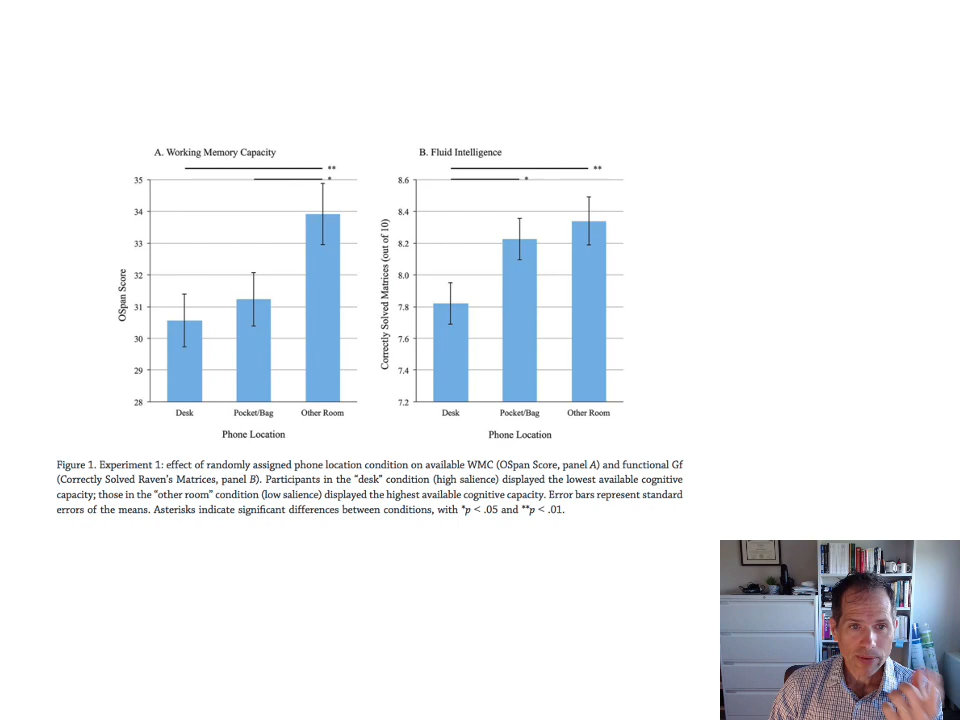 A. Working Memory Capacity
**
*
35
34
33
32
31
30
29
28
OSpan Score
Desk
Pocket/Bag
Other Room
Phone Location
B. Fluid Intelligence
**
*
8.6
8.4
8.2
8.0
7.8
7.6
7.4
7.2
Correctly Solved Matrices (out of 10)
Desk
Pocket/Bag
Other Room
Phone Location
Figure 1. Experiment 1: effect of randomly assigned phone location condition on available WMC (OSpan Score, panel A) and functional Gf
(Correctly Solved Raven's Matrices, panel B). Participants in the "desk" condition (high salience) displayed the lowest available cognitive
capacity; those in the "other room" condition (low salience) displayed the highest available cognitive capacity. Error bars represent standard
errors of the means. Asterisks indicate significant differences between conditions, with *p < .05 and **p < .01.